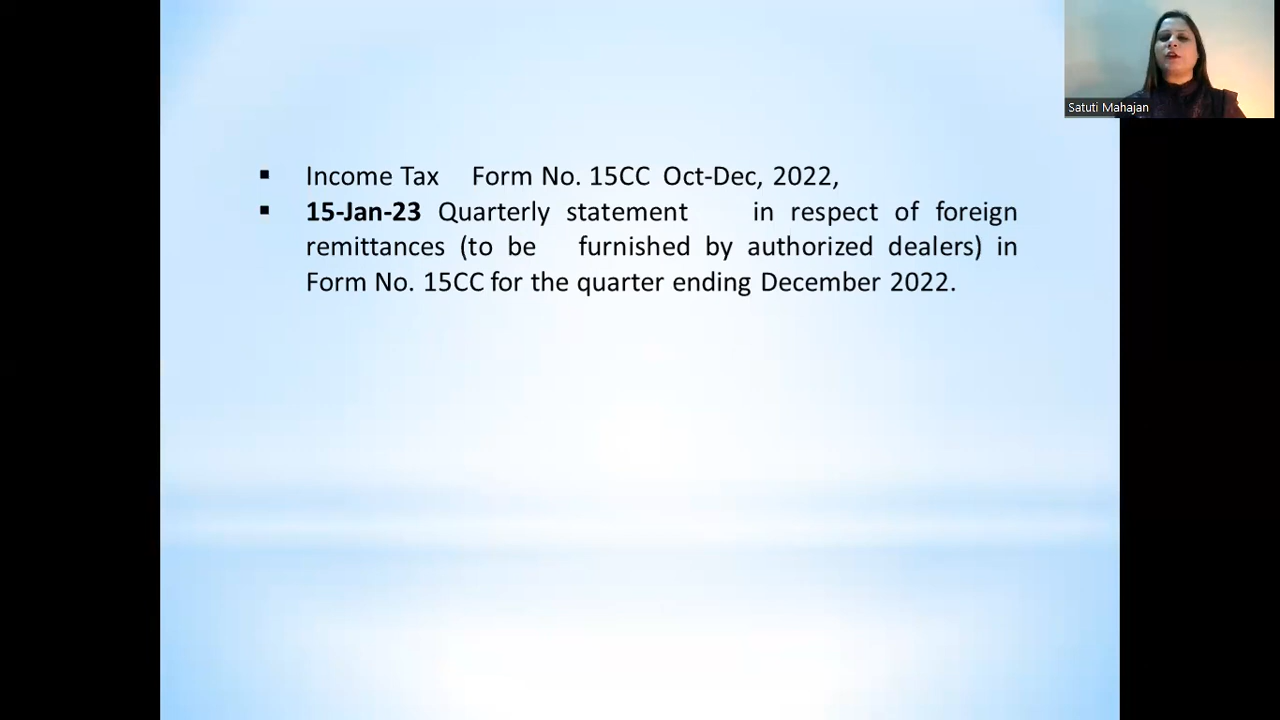 Satuti Mahajan
▪ Income Tax Form No. 15CC Oct-Dec, 2022,
▪ 15-Jan-23 Quarterly statement in respect of foreign
remittances (to be furnished by authorized dealers) in
Form No. 15CC for the quarter ending December 2022.